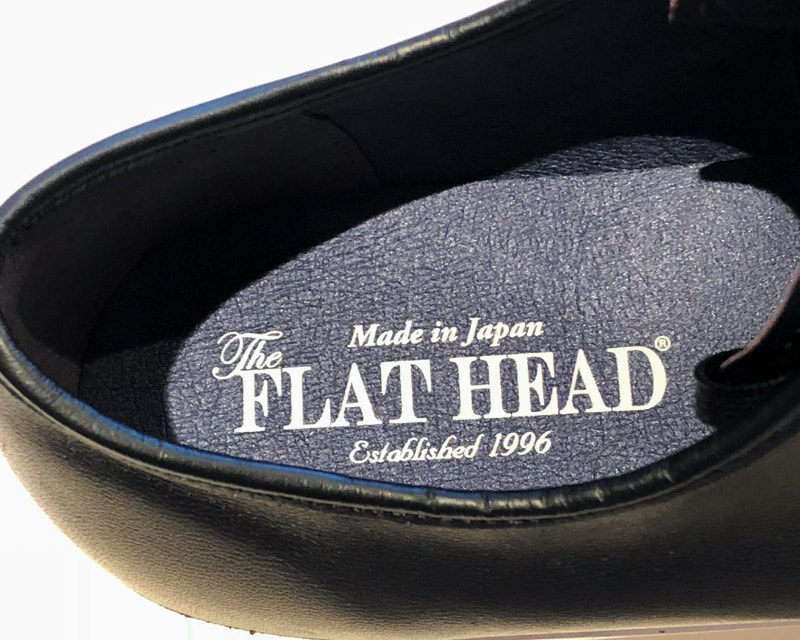 Made in Japan
The
FLAT HEAD®
Established 1996